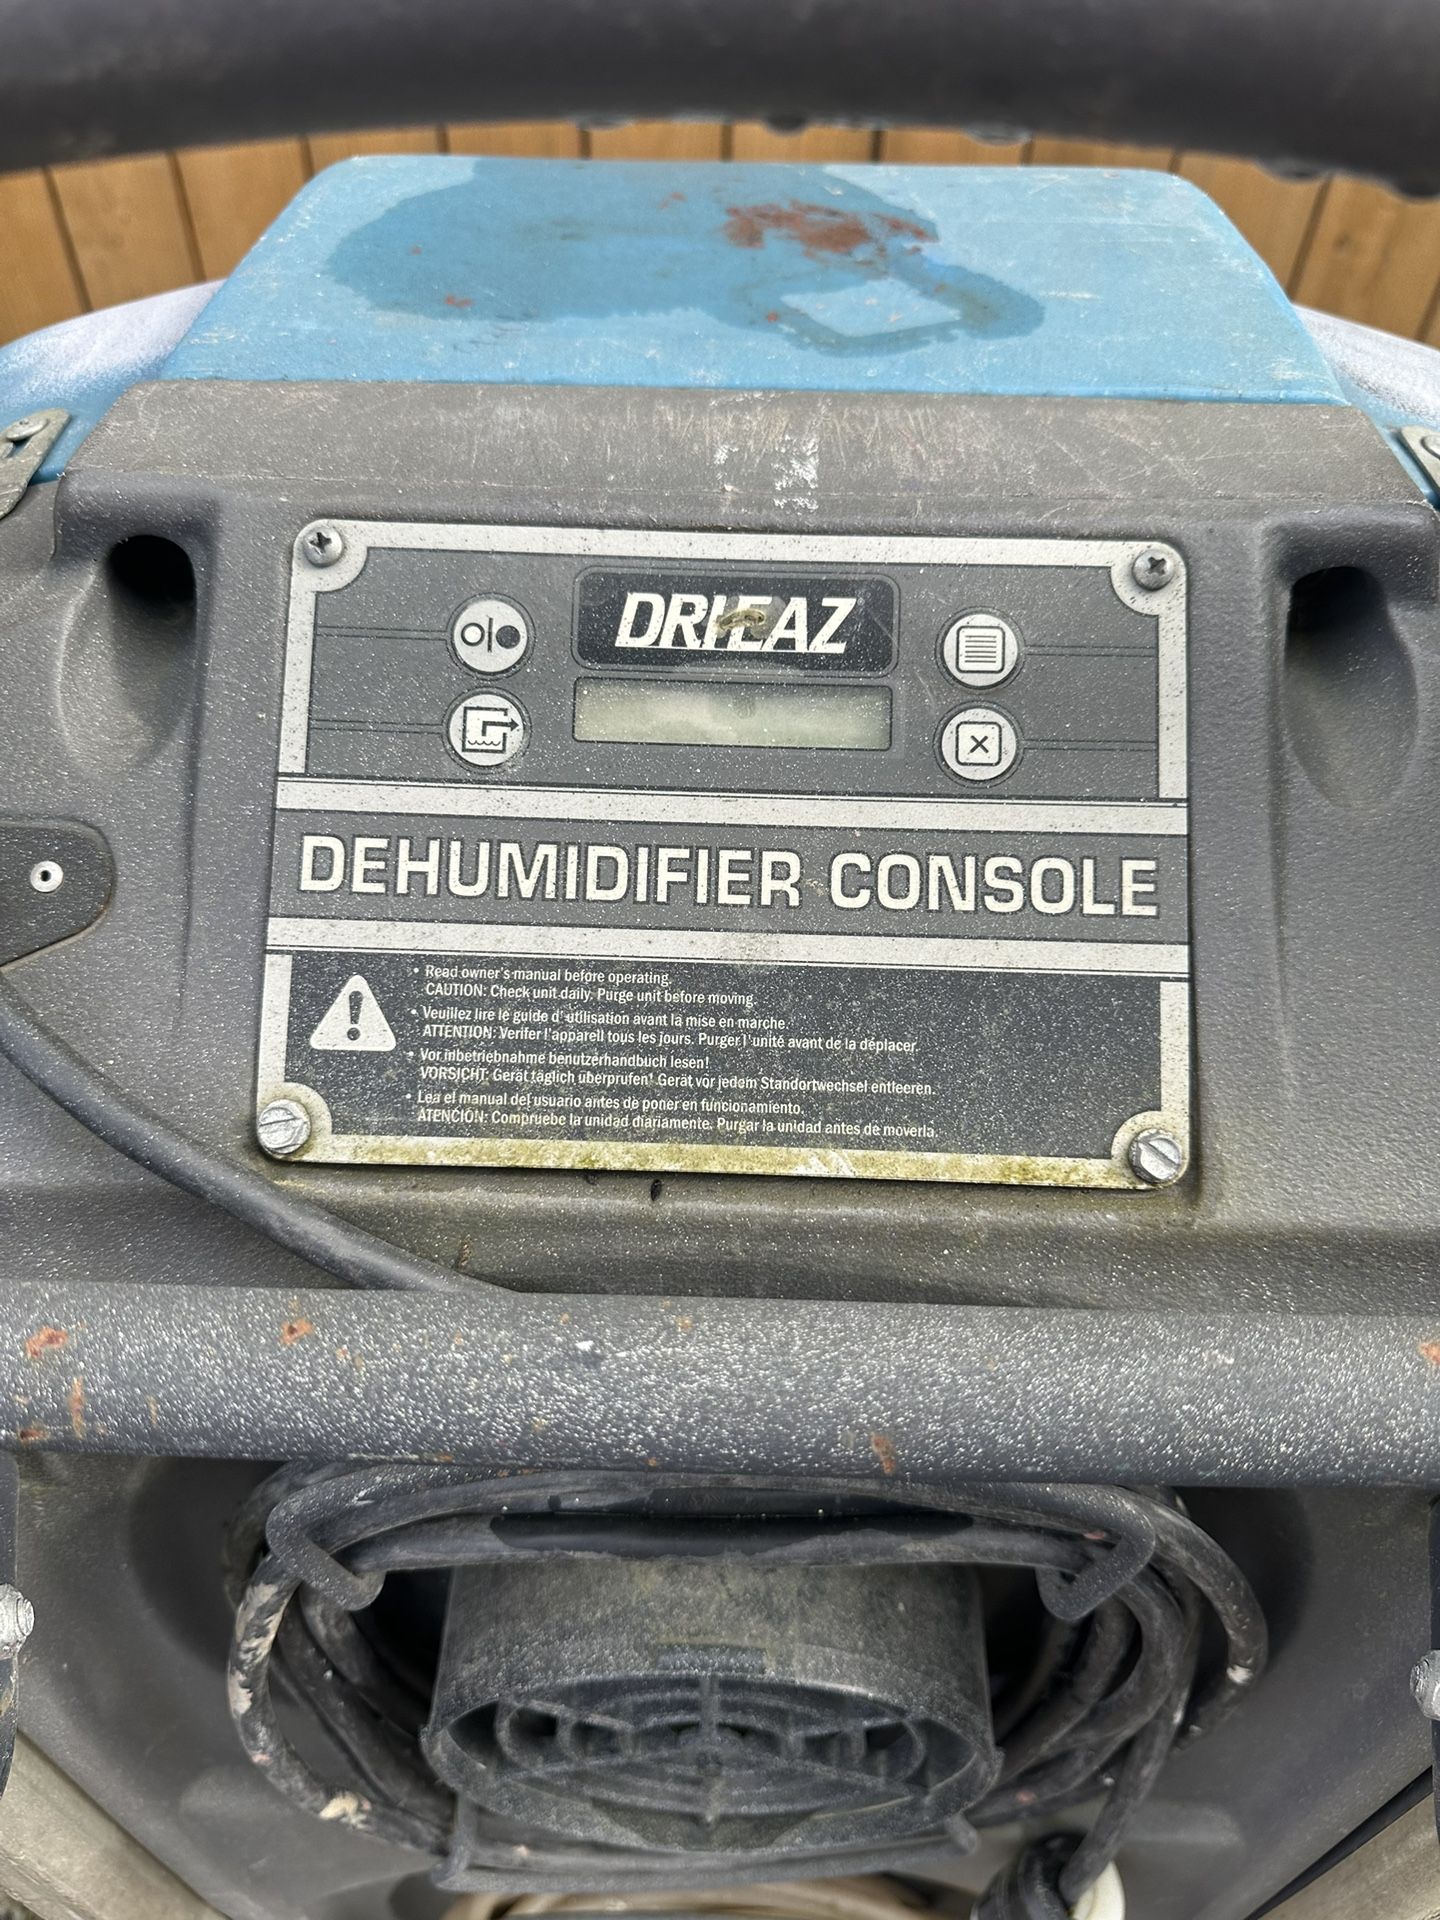 DRI-EAZ
DEHUMIDIFIER CONSOLE
• Read owner's manual before operating.
CAUTION: Check unit daily. Purge unit before moving.
• Veuillez lire le guide d'utilisation avant la mise en marche.
ATTENTION: Verifer l'appareil tous les jours. Purger l'unité avant de la déplacer.
• Vor inbetriebnahme benutzerhandbuch lesen!
VORSICHT: Gerät täglich überprüfen! Gerät vor jedem Standortwechsel entleeren.
• Lea el manual del usuario antes de poner en funcionamiento.
ATENCIÓN: Compruebe la unidad diariamente. Purgar la unidad antes de moverla.